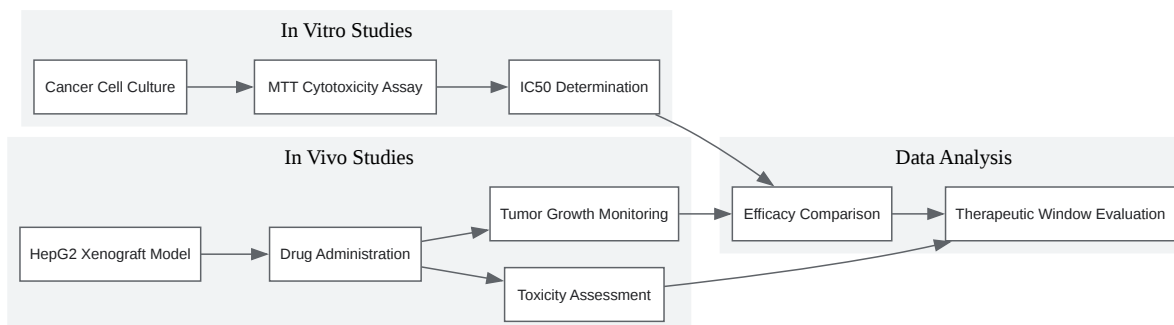 In Vitro Studies
Cancer Cell Culture
MTT Cytotoxicity Assay
IC50 Determination
In Vivo Studies
HepG2 Xenograft Model
Drug Administration
Tumor Growth Monitoring
Toxicity Assessment
Data Analysis
Efficacy Comparison
Therapeutic Window Evaluation